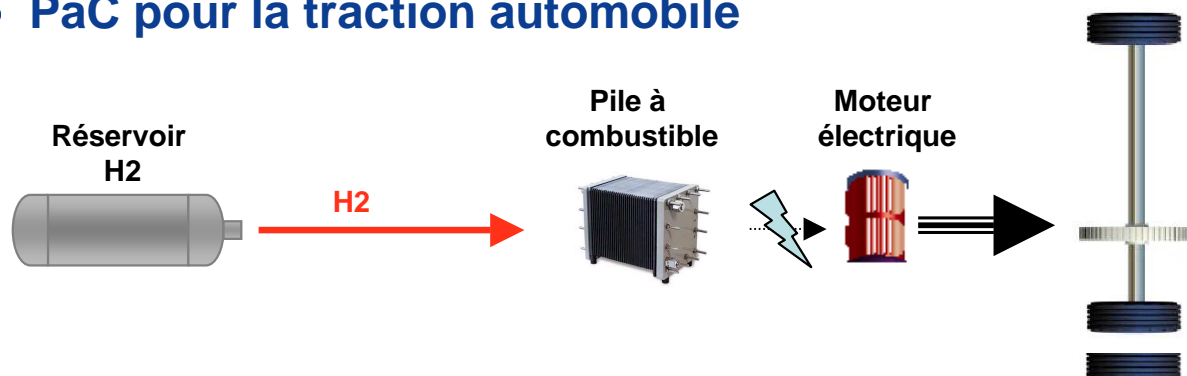 • PaC pour la traction automobile
Réservoir
H2
H2
Pile à
combustible
Moteur
électrique